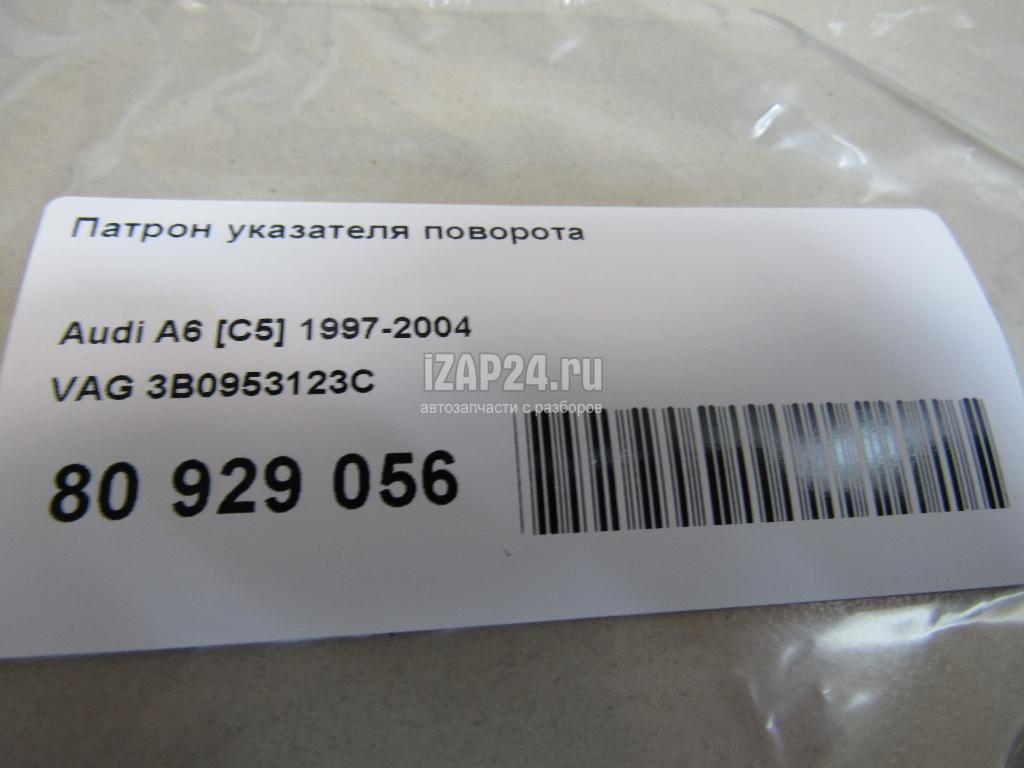 Патрон указателя поворота
Audi A6 [C5] 1997-2004
VAG 3B0953123C
iZAP24.ru
автозапчасти с разборов
80 929 056